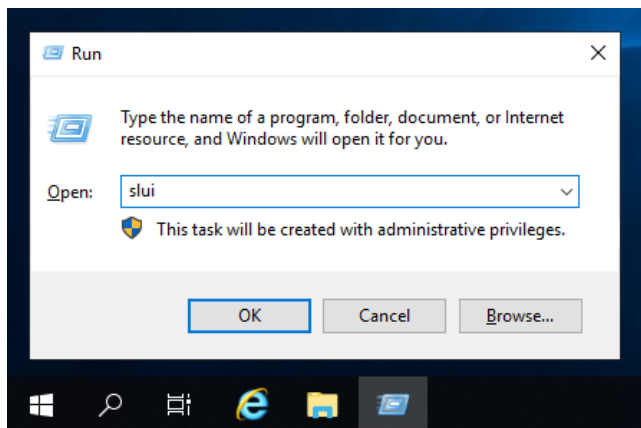 Run
Type the name of a program, folder, document, or Internet
resource, and Windows will open it for you.
Open: slui
This task will be created with administrative privileges.
OK Cancel Browse...